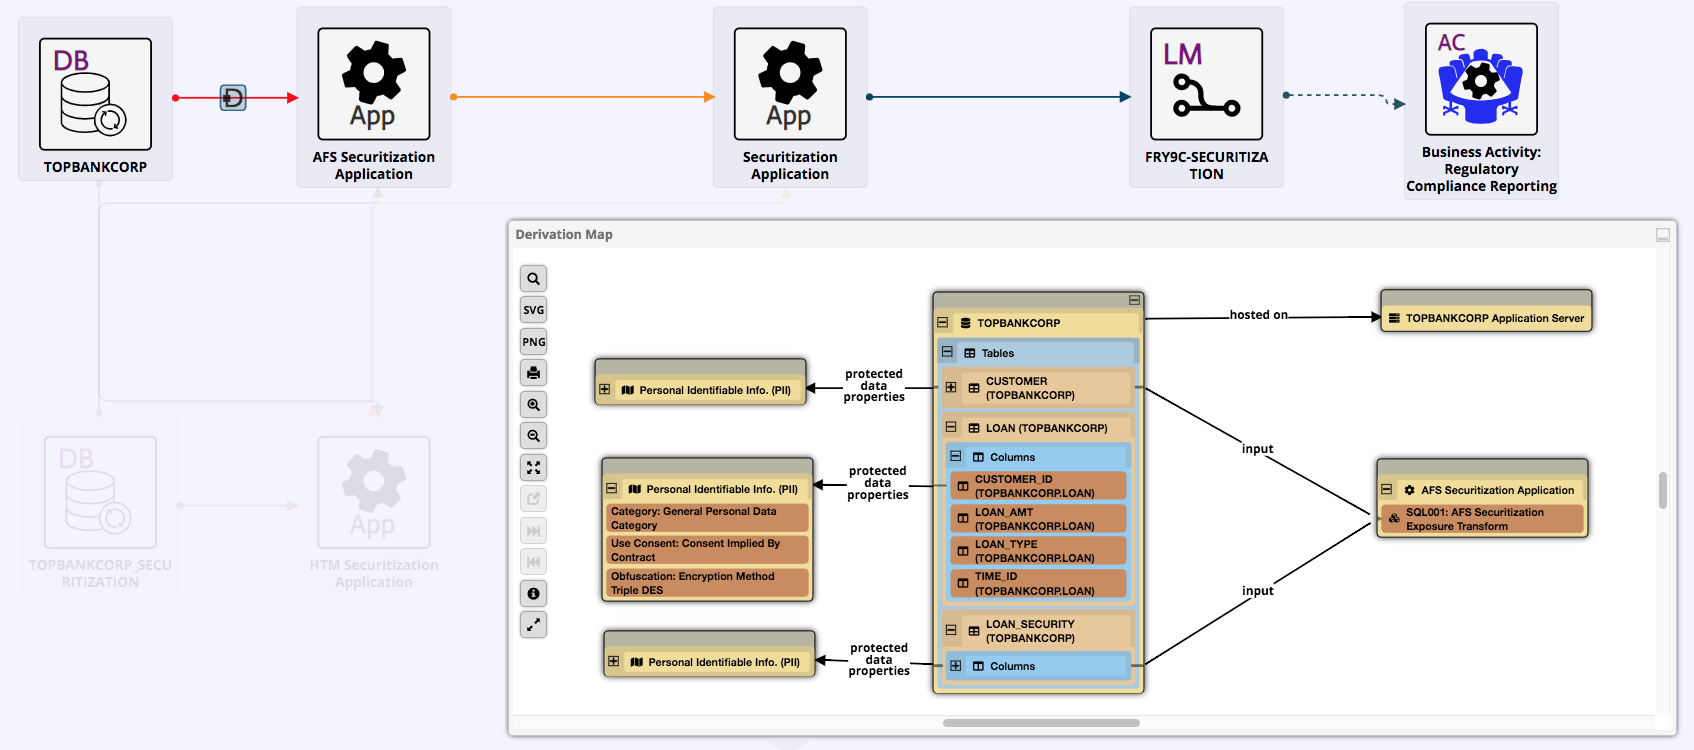 DB
TOPBANKCORP
D
App
AFS Securitization
Application
App
Securitization
Application
LM
FRY9C-SECURITIZA
TION
AC
Business Activity:
Regulatory
Compliance Reporting
DB
TOPBANKCORP_SECU
RITIZATION
App
HTM Securitization
Application
Derivation Map
SVG
PNG
Personal Identifiable Info. (PII)
protected
data
properties
Personal Identifiable Info. (PII)
Category: General Personal Data
Category
Use Consent: Consent Implied By
Contract
Obfuscation: Encryption Method
Triple DES
protected
data
properties
Personal Identifiable Info. (PII)
protected
data
properties
TOPBANKCORP
Tables
CUSTOMER
(TOPBANKCORP)
LOAN (TOPBANKCORP)
Columns
CUSTOMER_ID
(TOPBANKCORP.LOAN)
LOAN_AMT
(TOPBANKCORP.LOAN)
LOAN_TYPE
(TOPBANKCORP.LOAN)
TIME_ID
(TOPBANKCORP.LOAN)
LOAN_SECURITY
(TOPBANKCORP)
Columns
hosted on
TOPBANKCORP Application Server
input
AFS Securitization Application
SQL001: AFS Securitization
Exposure Transform
input